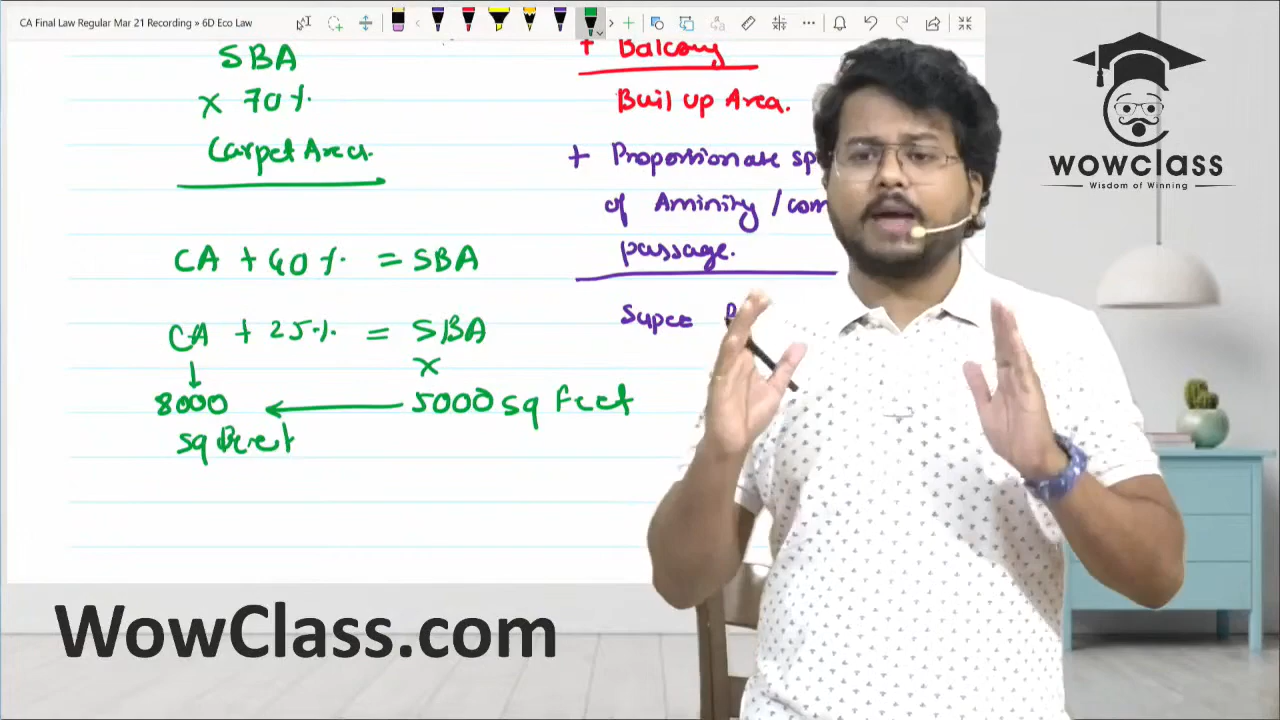 CA Final Law Regular Mar 21 Recording » 6D Eco Law
SBA
x 70%
Carpet Area.
CA + 40% = SBA
CA + 25% = SBA
x
8000 5000 sq feet
sq
+ Balcony
Buil up Area.
+ Proportionate
of Aminity /
passage.
Super
wowclass
Wisdom of Winning
WowClass.com